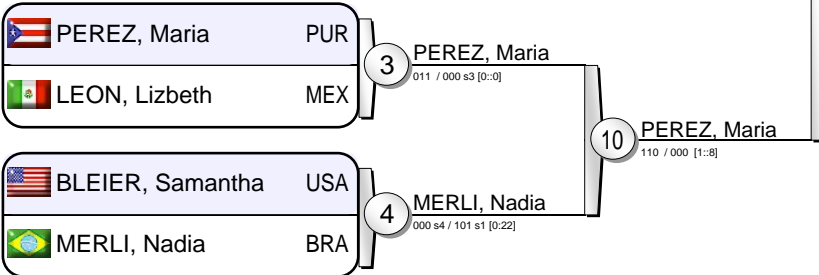 PEREZ, Maria PUR
LEON, Lizbeth MEX
3
PEREZ, Maria
011 / 000 s3 [0::0]
BLEIER, Samantha USA
MERLI, Nadia BRA
4
MERLI, Nadia
000 s4 / 101 s1 [0:22]
10
PEREZ, Maria
110 / 000 [1::8]